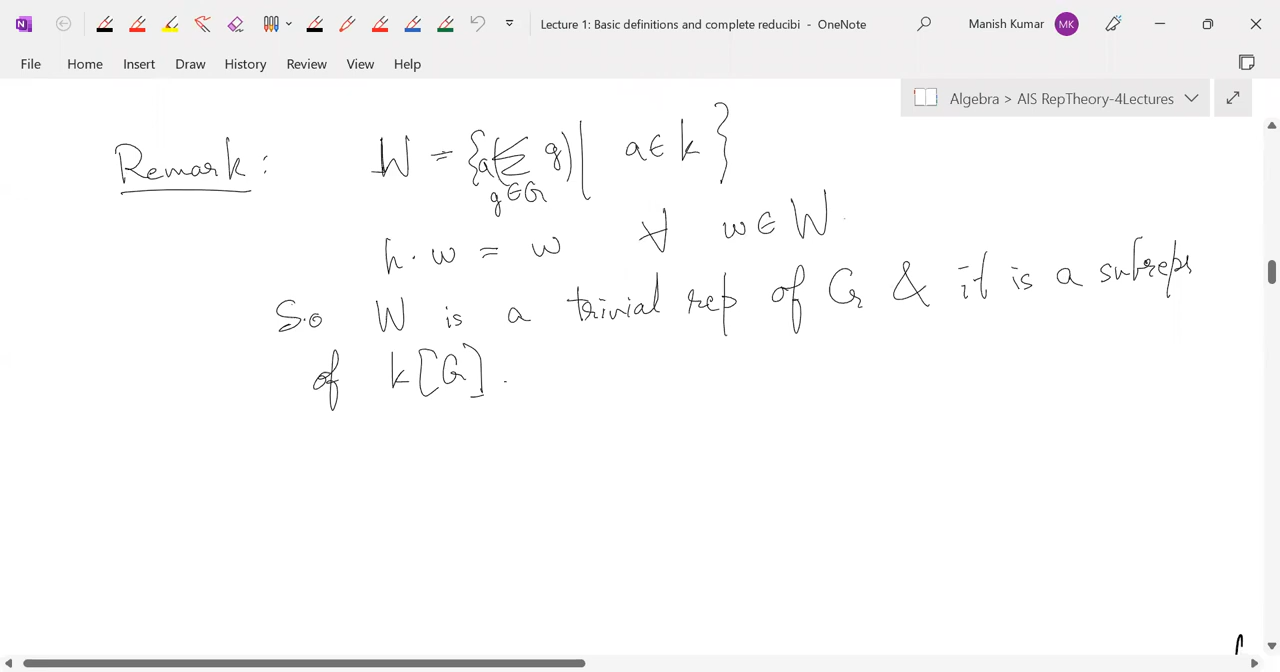 Lecture 1: Basic definitions and complete reducibi - OneNote
Manish Kumar
MK
File Home Insert Draw History Review View Help
Algebra > AIS RepTheory-4Lectures
Remark : W = {a(∑ g) | a ∈ k }
g∈G
h · w = w ∀ w ∈ W
So W is a trivial rep of G & it is a subreps
of k[G].